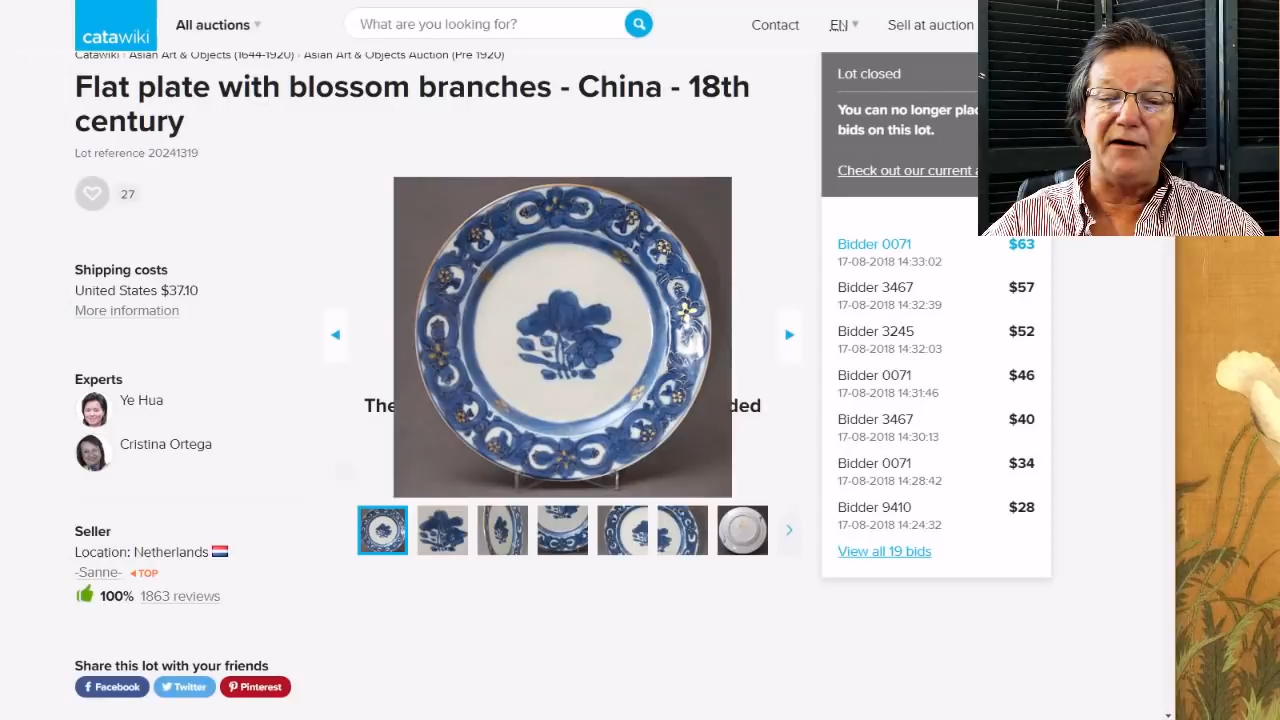 catawiki
All auctions
What are you looking for?
Contact
EN
Sell at auction
Catawiki › Asian Art & Objects (1644-1920) › Asian Art & Objects Auction (Pre 1920)
Flat plate with blossom branches - China - 18th
century
Lot reference 20241319
27
Shipping costs
United States $37.10
More information
Experts
Ye Hua
Cristina Ortega
Seller
Location: Netherlands
-Sanne- TOP
100% 1863 reviews
Share this lot with your friends
Facebook
Twitter
Pinterest
Lot closed
You can no longer plac
bids on this lot.
Check out our current a
Bidder 0071 $63
17-08-2018 14:33:02
Bidder 3467 $57
17-08-2018 14:32:39
Bidder 3245 $52
17-08-2018 14:32:03
Bidder 0071 $46
17-08-2018 14:31:46
Bidder 3467 $40
17-08-2018 14:30:13
Bidder 0071 $34
17-08-2018 14:28:42
Bidder 9410 $28
17-08-2018 14:24:32
View all 19 bids